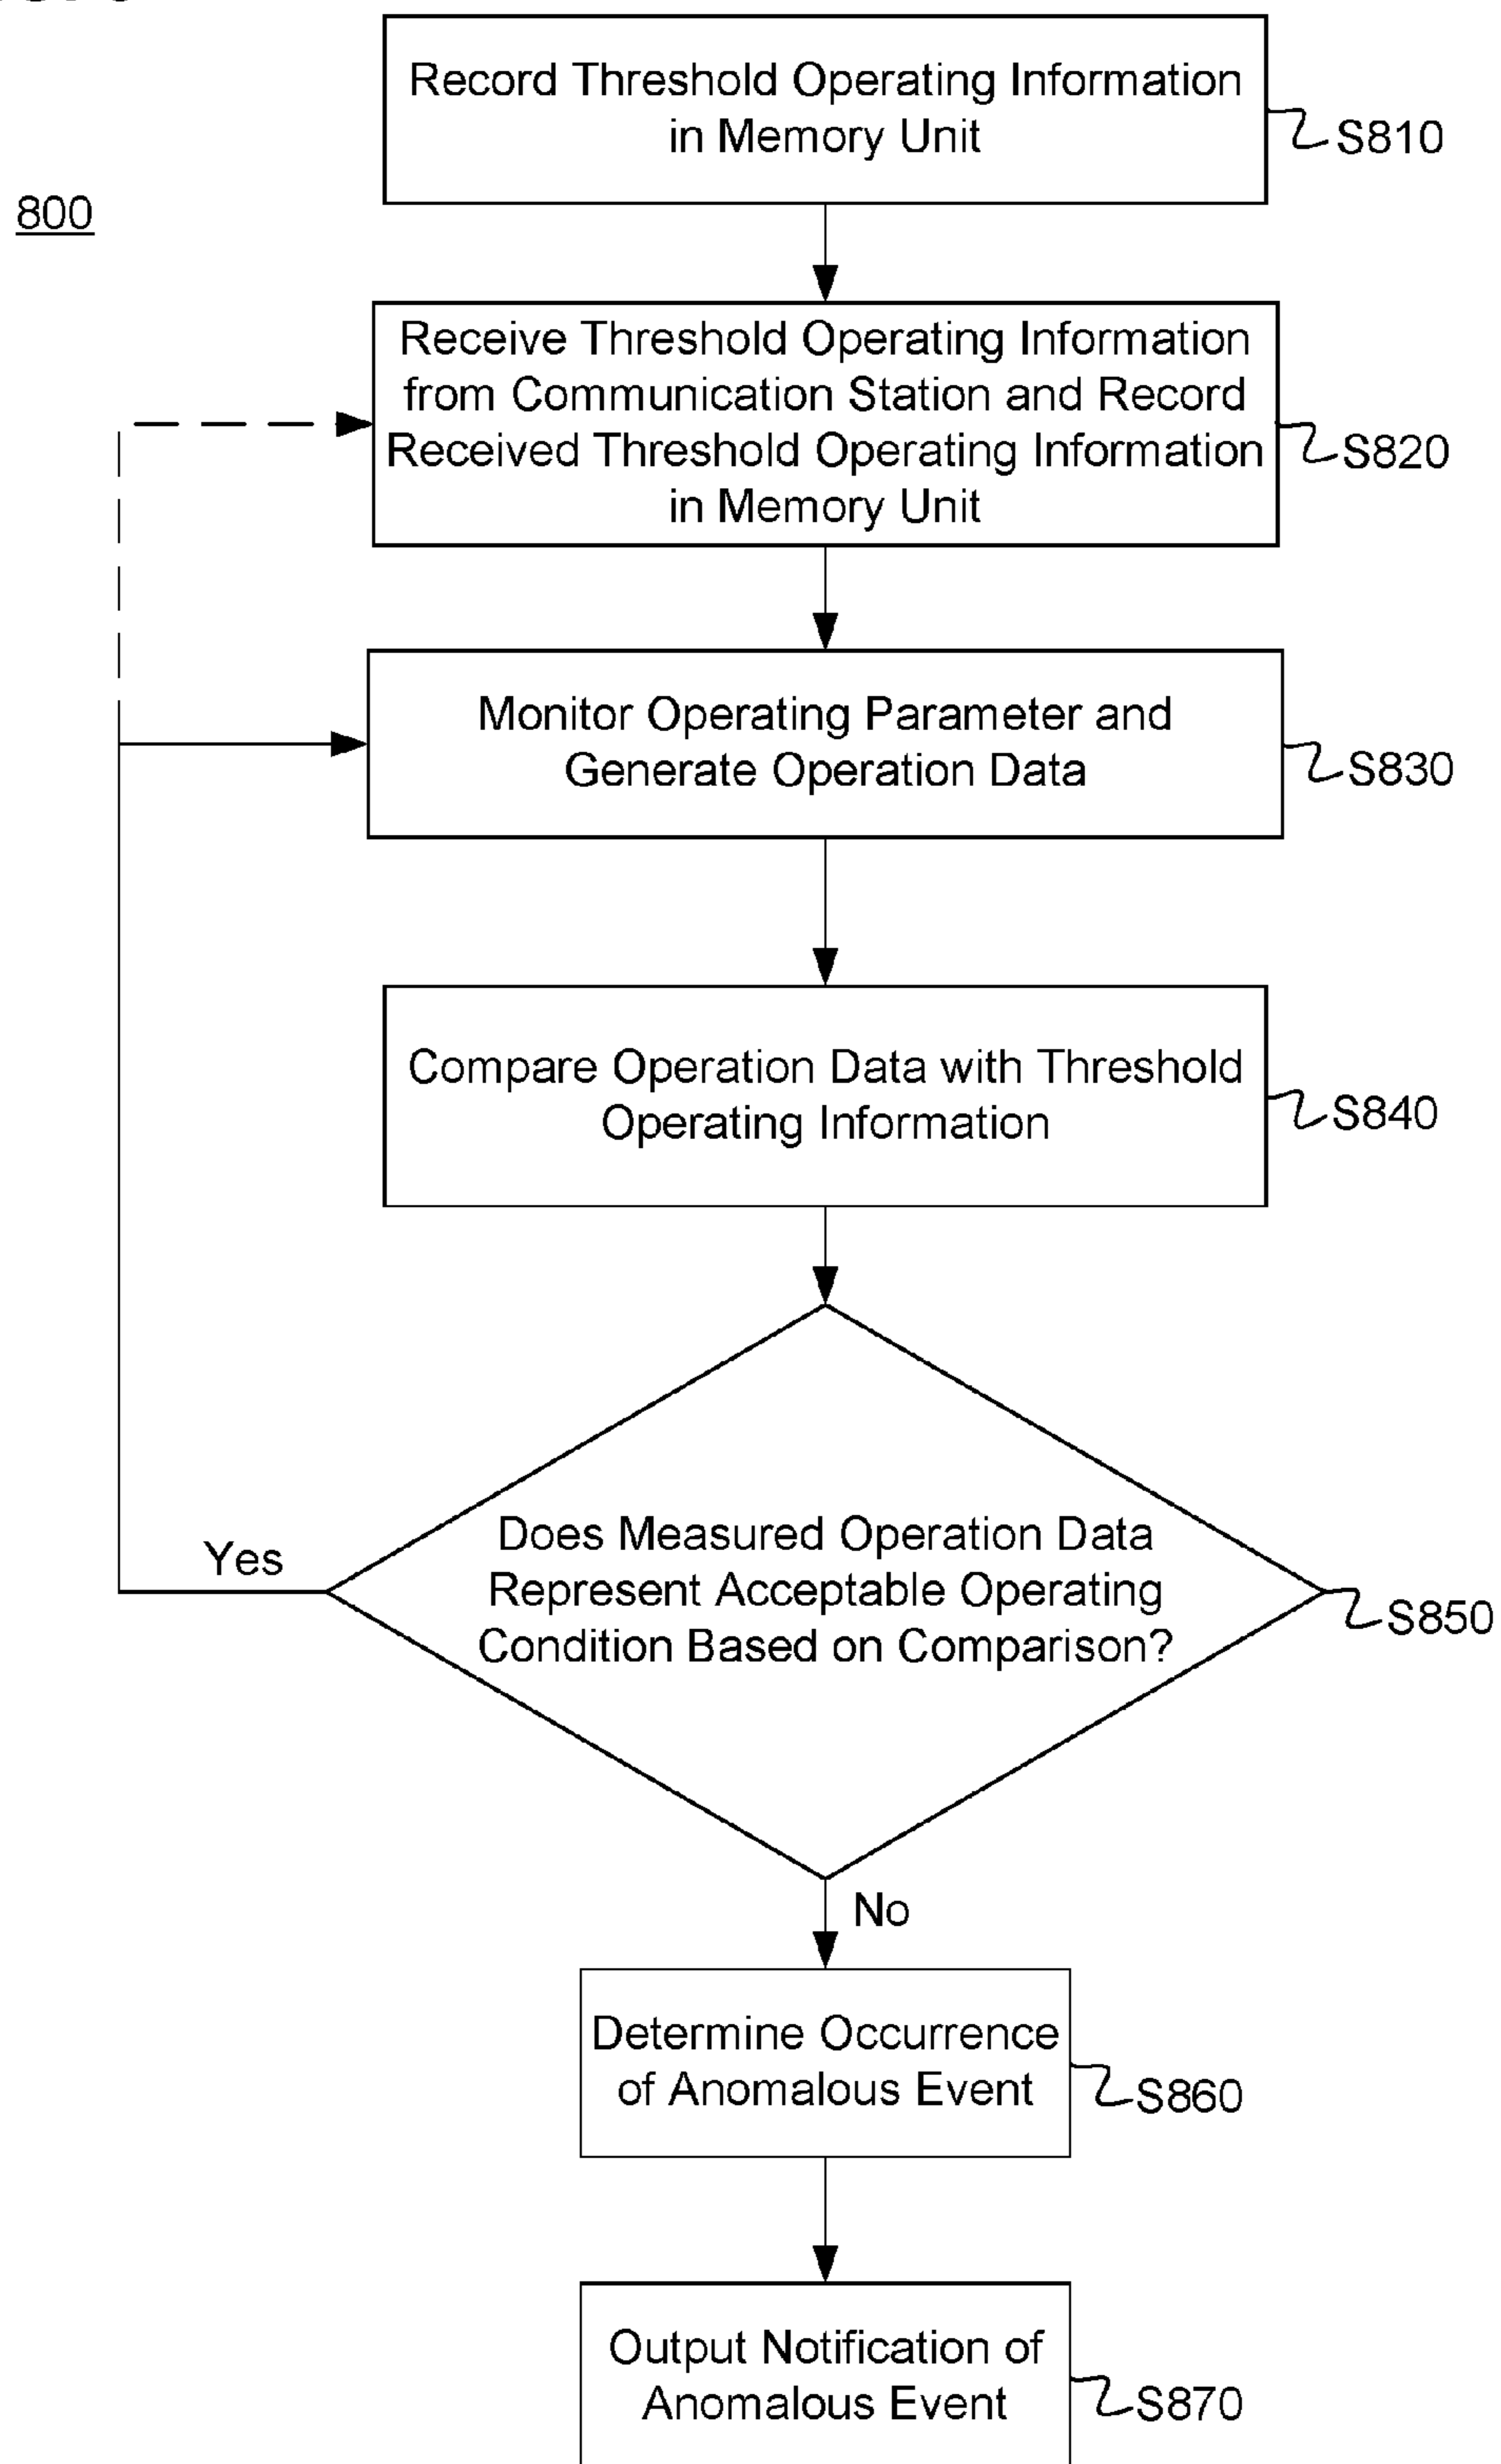 Record Threshold Operating Information
in Memory Unit
S810
800
Receive Threshold Operating Information
from Communication Station and Record
Received Threshold Operating Information
in Memory Unit
S820
Monitor Operating Parameter and
Generate Operation Data
S830
Compare Operation Data with Threshold
Operating Information
S840
Does Measured Operation Data
Represent Acceptable Operating
Condition Based on Comparison?
Yes
S850
No
Determine Occurrence
of Anomalous Event
S860
Output Notification of
Anomalous Event
S870